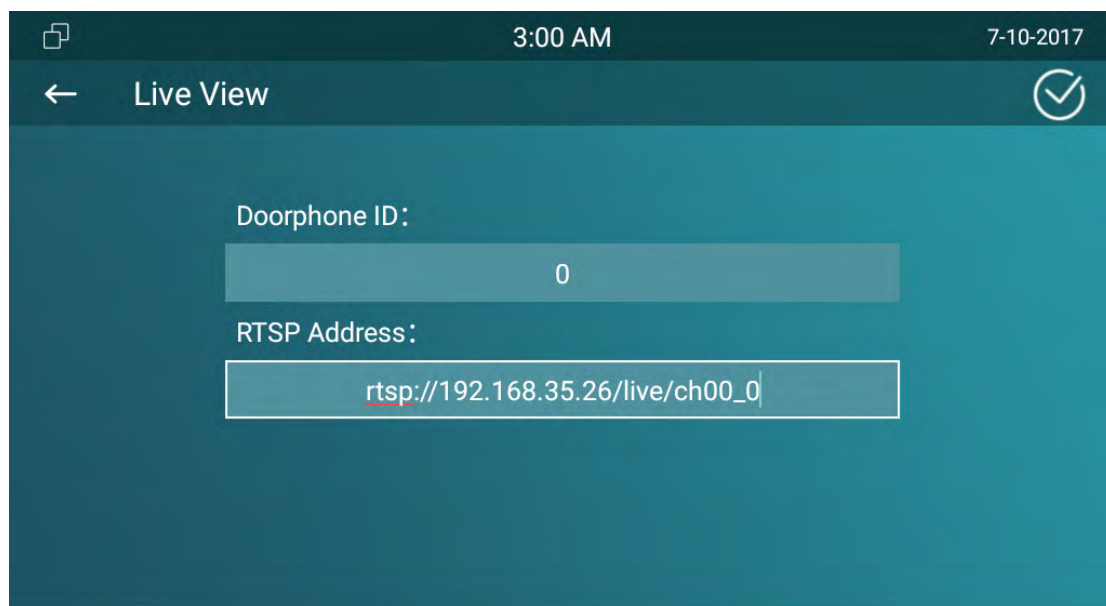 3:00 AM 7-10-2017
Live View
Doorphone ID:
0
RTSP Address:
rtsp://192.168.35.26/live/ch00_0